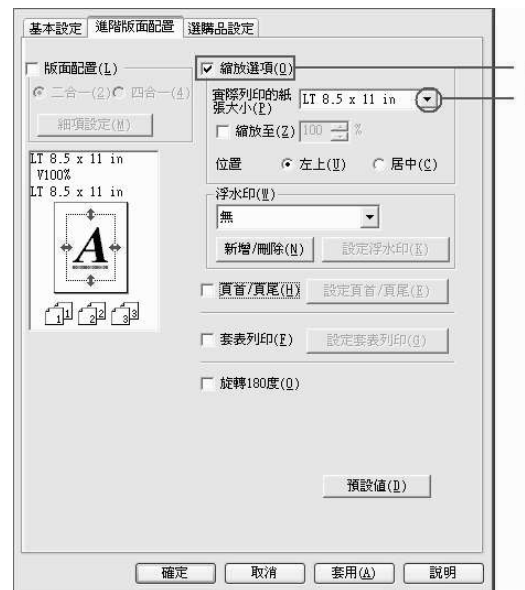 基本設定 進階版面配置 選購品設定
版面配置(L)
二合一(2) 四合一(4)
細項設定(M)
LT 8.5 x 11 in
V100%
LT 8.5 x 11 in
A
1 1 2 2 3 3
縮放選項(O)
實際列印的紙
張大小(P) LT 8.5 x 11 in
縮放至(Z) 100 %
位置 左上(U) 居中(C)
浮水印(W)
無
新增/刪除(N) 設定浮水印(K)
頁首/頁尾(H) 設定頁首/頁尾(E)
套表列印(F) 設定套表列印(G)
旋轉180度(O)
預設值(D)
確定 取消 套用(A) 說明